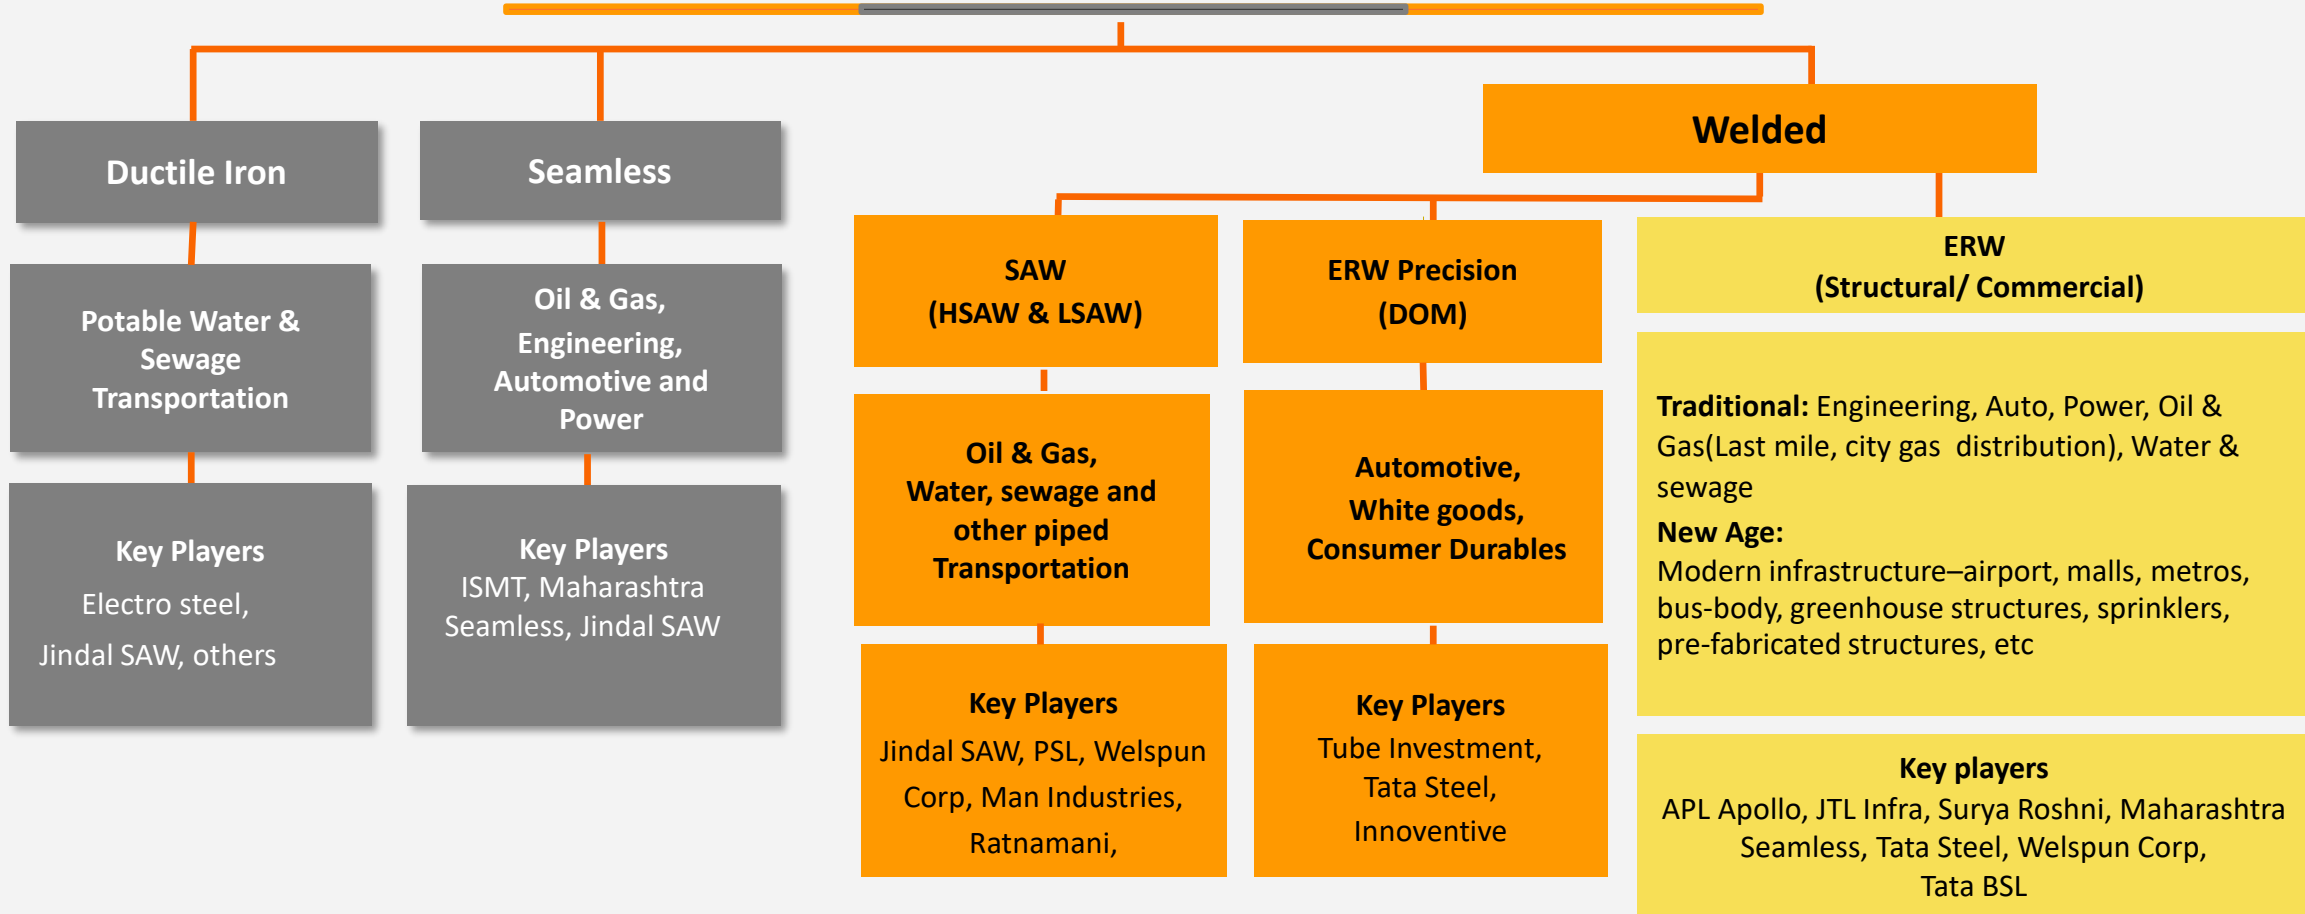 Ductile Iron
Potable Water &
Sewage
Transportation
Key Players
Electro steel,
Jindal SAW, others
Seamless
Oil & Gas,
Engineering,
Automotive and
Power
Key Players
ISMT, Maharashtra
Seamless, Jindal SAW
Welded
SAW
(HSAW & LSAW)
Oil & Gas,
Water, sewage and
other piped
Transportation
Key Players
Jindal SAW, PSL, Welspun
Corp, Man Industries,
Ratnamani,
ERW Precision
(DOM)
Automotive,
White goods,
Consumer Durables
Key Players
Tube Investment,
Tata Steel,
Innoventive
ERW
(Structural/ Commercial)
Traditional: Engineering, Auto, Power, Oil &
Gas(Last mile, city gas distribution), Water &
sewage
New Age:
Modern infrastructure–airport, malls, metros,
bus-body, greenhouse structures, sprinklers,
pre-fabricated structures, etc
Key players
APL Apollo, JTL Infra, Surya Roshni, Maharashtra
Seamless, Tata Steel, Welspun Corp,
Tata BSL